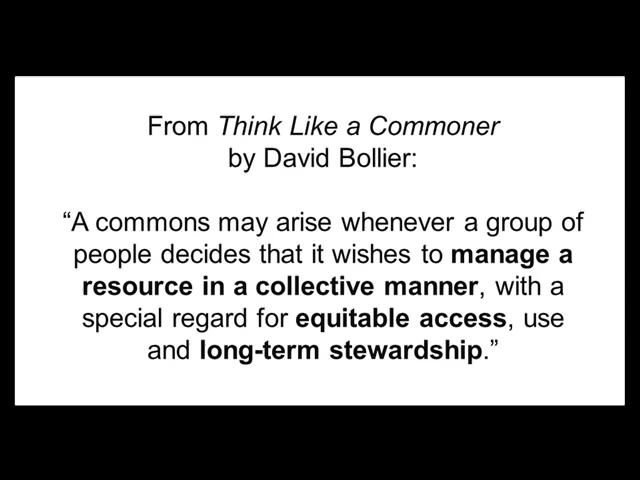 From Think Like a Commoner
by David Bollier:
“A commons may arise whenever a group of
people decides that it wishes to manage a
resource in a collective manner, with a
special regard for equitable access, use
and long-term stewardship.”